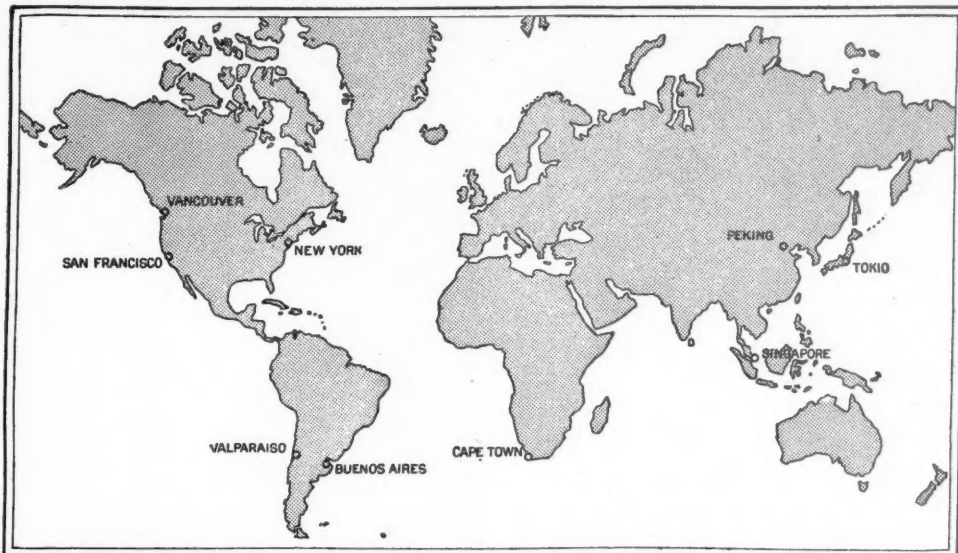 VANCOUVER
SAN FRANCISCO
NEW YORK
PEKING
TOKIO
SINGAPORE
VALPARAISO
BUENOS AIRES
CAPE TOWN